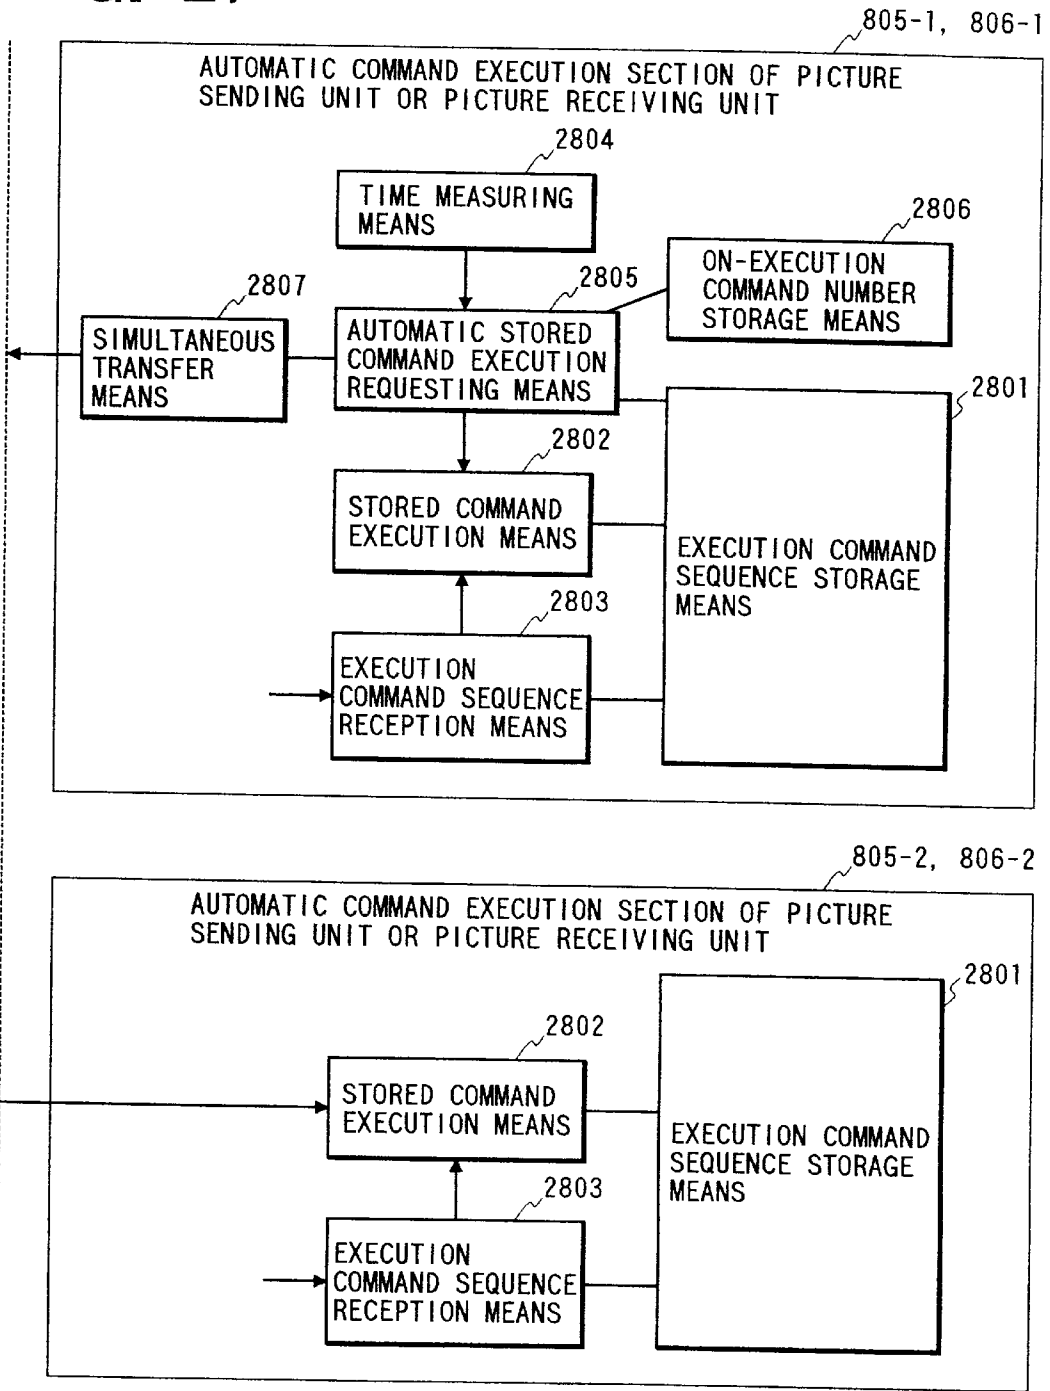 805-1, 806-1
AUTOMATIC COMMAND EXECUTION SECTION OF PICTURE
SENDING UNIT OR PICTURE RECEIVING UNIT
2804
TIME MEASURING
MEANS
2806
ON-EXECUTION
COMMAND NUMBER
STORAGE MEANS
2807
SIMULTANEOUS
TRANSFER
MEANS
2805
AUTOMATIC STORED
COMMAND EXECUTION
REQUESTING MEANS
2801
EXECUTION COMMAND
SEQUENCE STORAGE
MEANS
2802
STORED COMMAND
EXECUTION MEANS
2803
EXECUTION
COMMAND SEQUENCE
RECEPTION MEANS
805-2, 806-2
AUTOMATIC COMMAND EXECUTION SECTION OF PICTURE
SENDING UNIT OR PICTURE RECEIVING UNIT
2801
EXECUTION COMMAND
SEQUENCE STORAGE
MEANS
2802
STORED COMMAND
EXECUTION MEANS
2803
EXECUTION
COMMAND SEQUENCE
RECEPTION MEANS